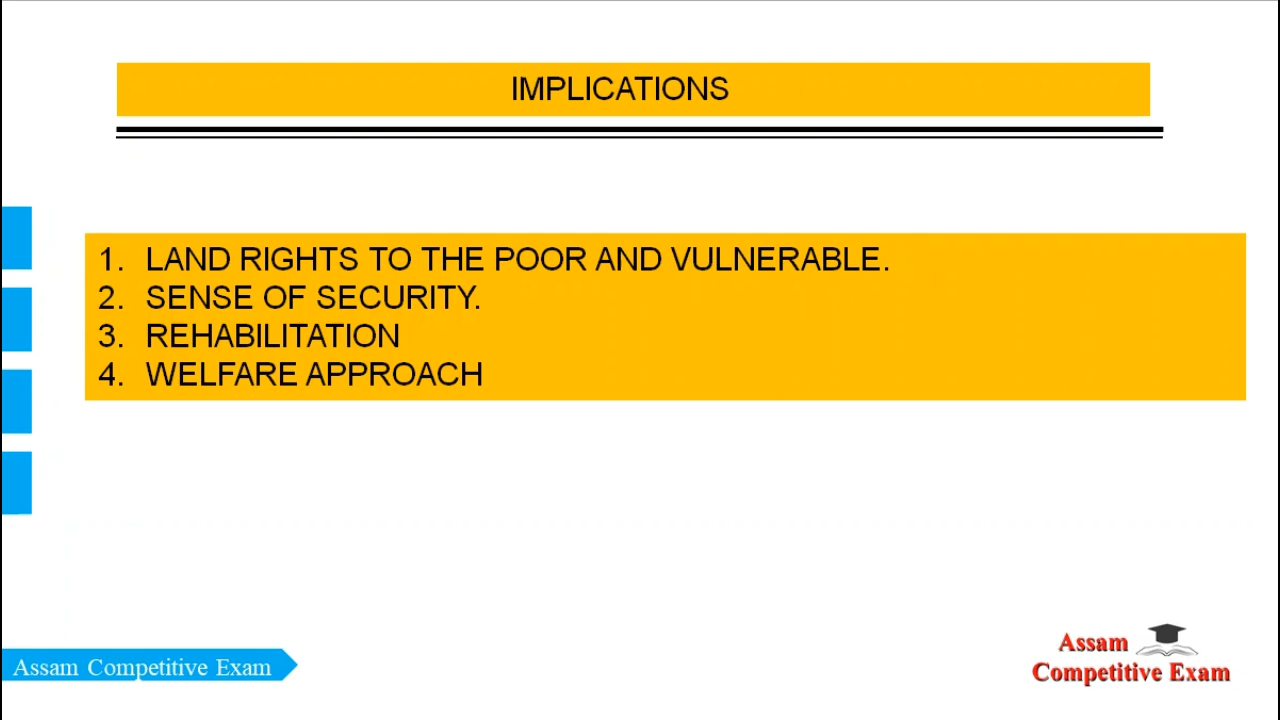 IMPLICATIONS
1. LAND RIGHTS TO THE POOR AND VULNERABLE.
2. SENSE OF SECURITY.
3. REHABILITATION
4. WELFARE APPROACH
Assam Competitive Exam
Assam
Competitive Exam